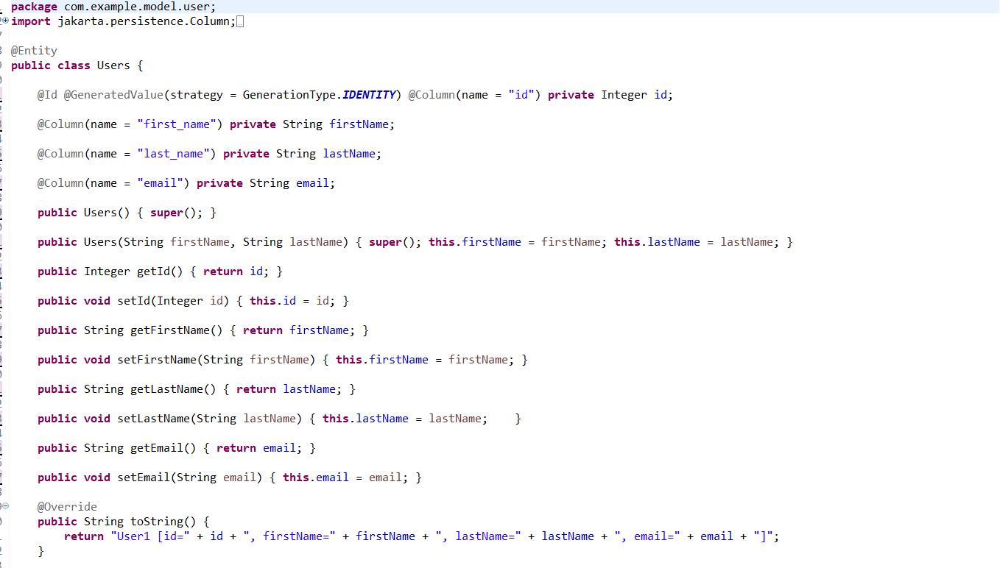 package com.example.model.user;
import jakarta.persistence.Column;
@Entity
public class Users {
@Id @GeneratedValue(strategy = GenerationType.IDENTITY) @Column(name = "id") private Integer id;
@Column(name = "first_name") private String firstName;
@Column(name = "last_name") private String lastName;
@Column(name = "email") private String email;
public Users() { super(); }
public Users(String firstName, String lastName) { super(); this.firstName = firstName; this.lastName = lastName; }
public Integer getId() { return id; }
public void setId(Integer id) { this.id = id; }
public String getFirstName() { return firstName; }
public void setFirstName(String firstName) { this.firstName = firstName; }
public String getLastName() { return lastName; }
public void setLastName(String lastName) { this.lastName = lastName;    }
public String getEmail() { return email; }
public void setEmail(String email) { this.email = email; }
@Override
public String toString() {
return "User1 [id=" + id + ", firstName=" + firstName + ", lastName=" + lastName + ", email=" + email + "]";
}